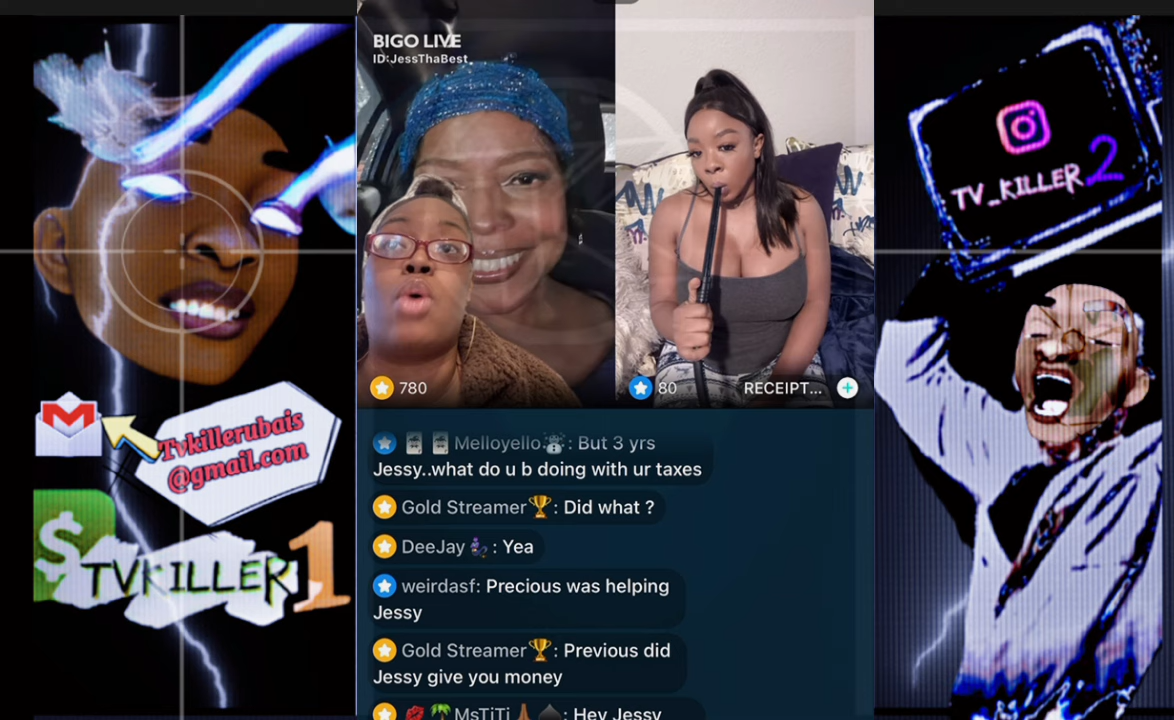 BIGO LIVE
ID:JessThaBest
TV_KILLER2
780
80
RECEIPT...
Tvkillerubais
@gmail.com
$
TVKILLER1
Melloyello: But 3 yrs
Jessy..what do u b doing with ur taxes
Gold Streamer🏆: Did what ?
DeeJay: Yea
weirdasf: Precious was helping
Jessy
Gold Streamer🏆: Previous did
Jessy give you money
MsTiTi: Hey Jessy